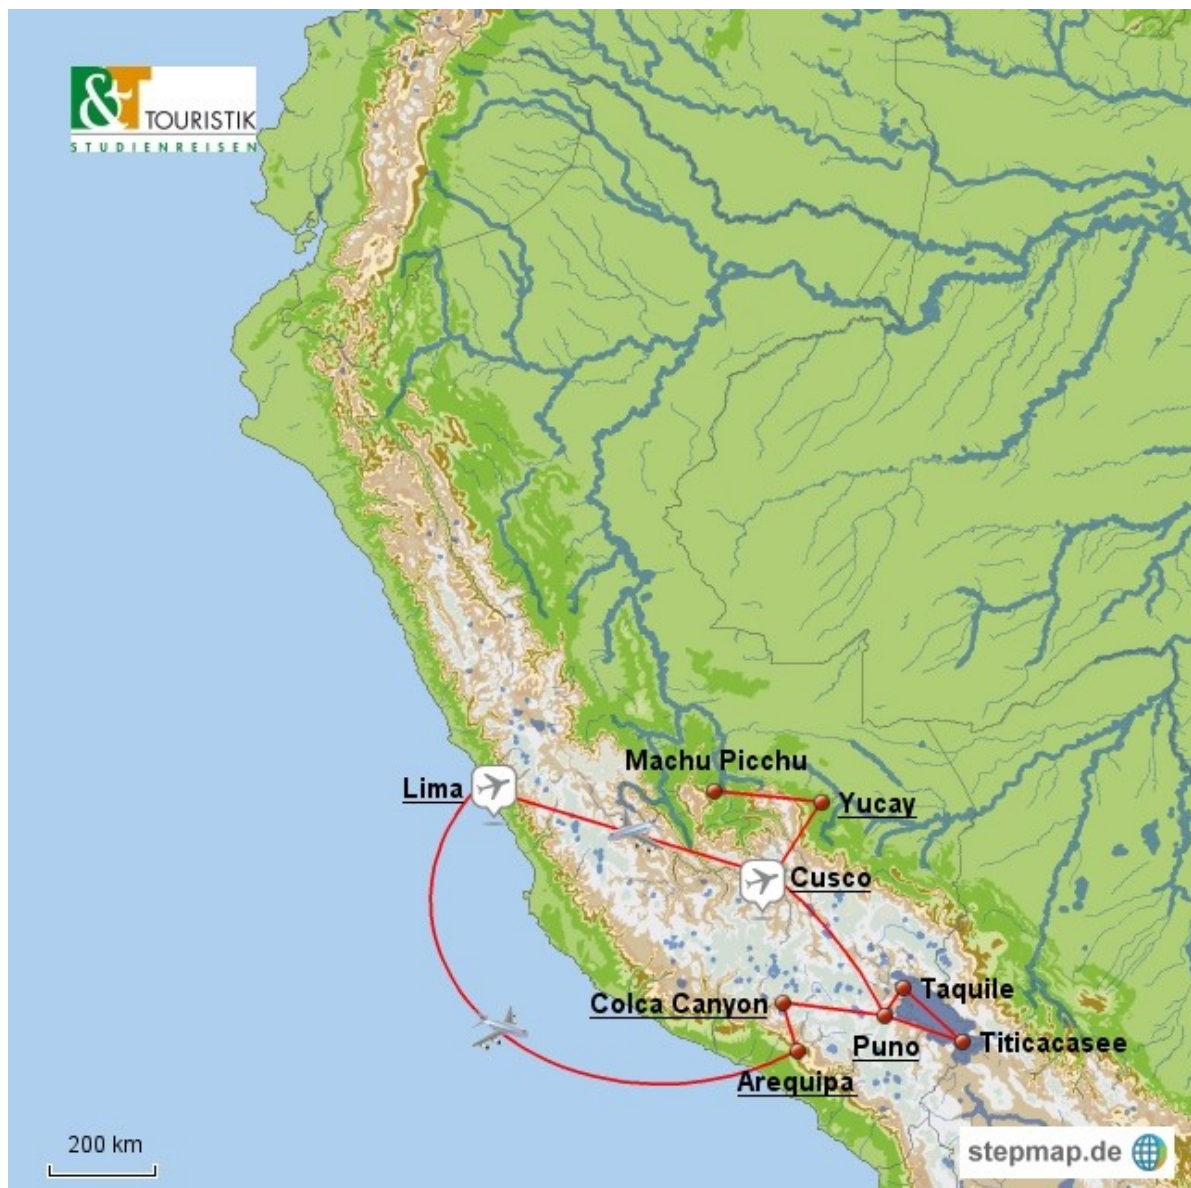 &T TOURISTIK
STUDIENREISEN
Machu Picchu
Lima
Yucay
Cusco
Taquile
Colca Canyon
Puno
Titicacasee
Arequipa
200 km
stepmap.de